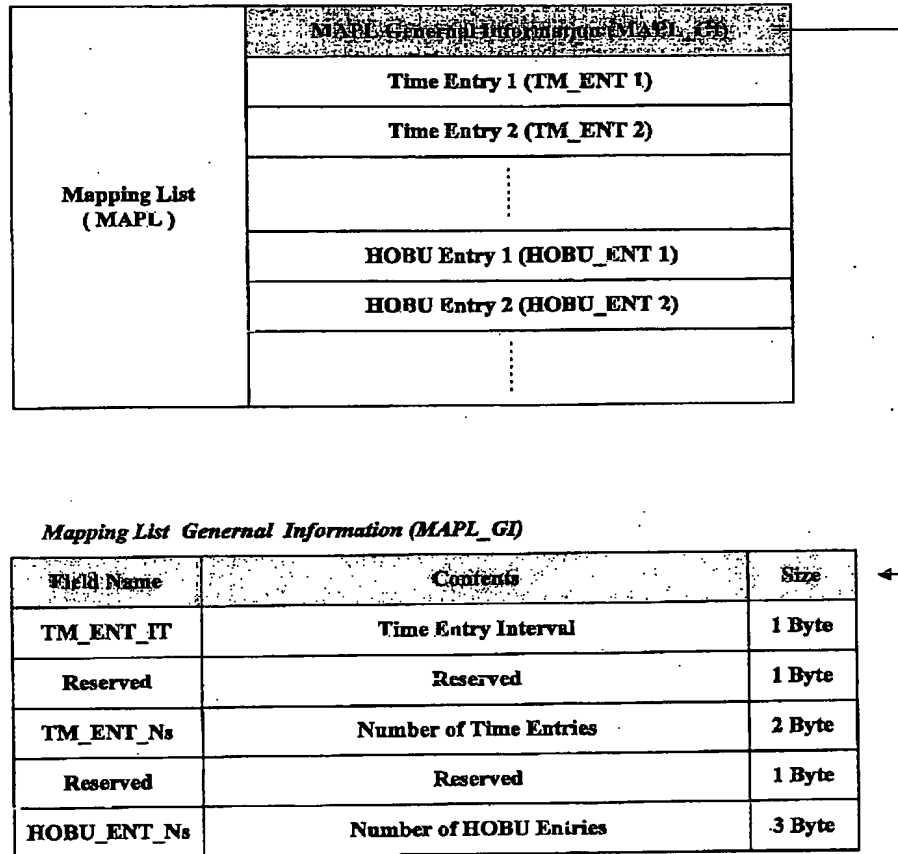 MAPL General Information (MAPL_GI)
Time Entry 1 (TM_ENT 1)
Time Entry 2 (TM_ENT 2)
Mapping List
( MAPL )
HOBU Entry 1 (HOBU_ENT 1)
HOBU Entry 2 (HOBU_ENT 2)
Mapping List Genernal Information (MAPL_GI)
Field Name Contents Size
TM_ENT_IT Time Entry Interval 1 Byte
Reserved Reserved 1 Byte
TM_ENT_Ns Number of Time Entries 2 Byte
Reserved Reserved 1 Byte
HOBU_ENT_Ns Number of HOBU Entries 3 Byte